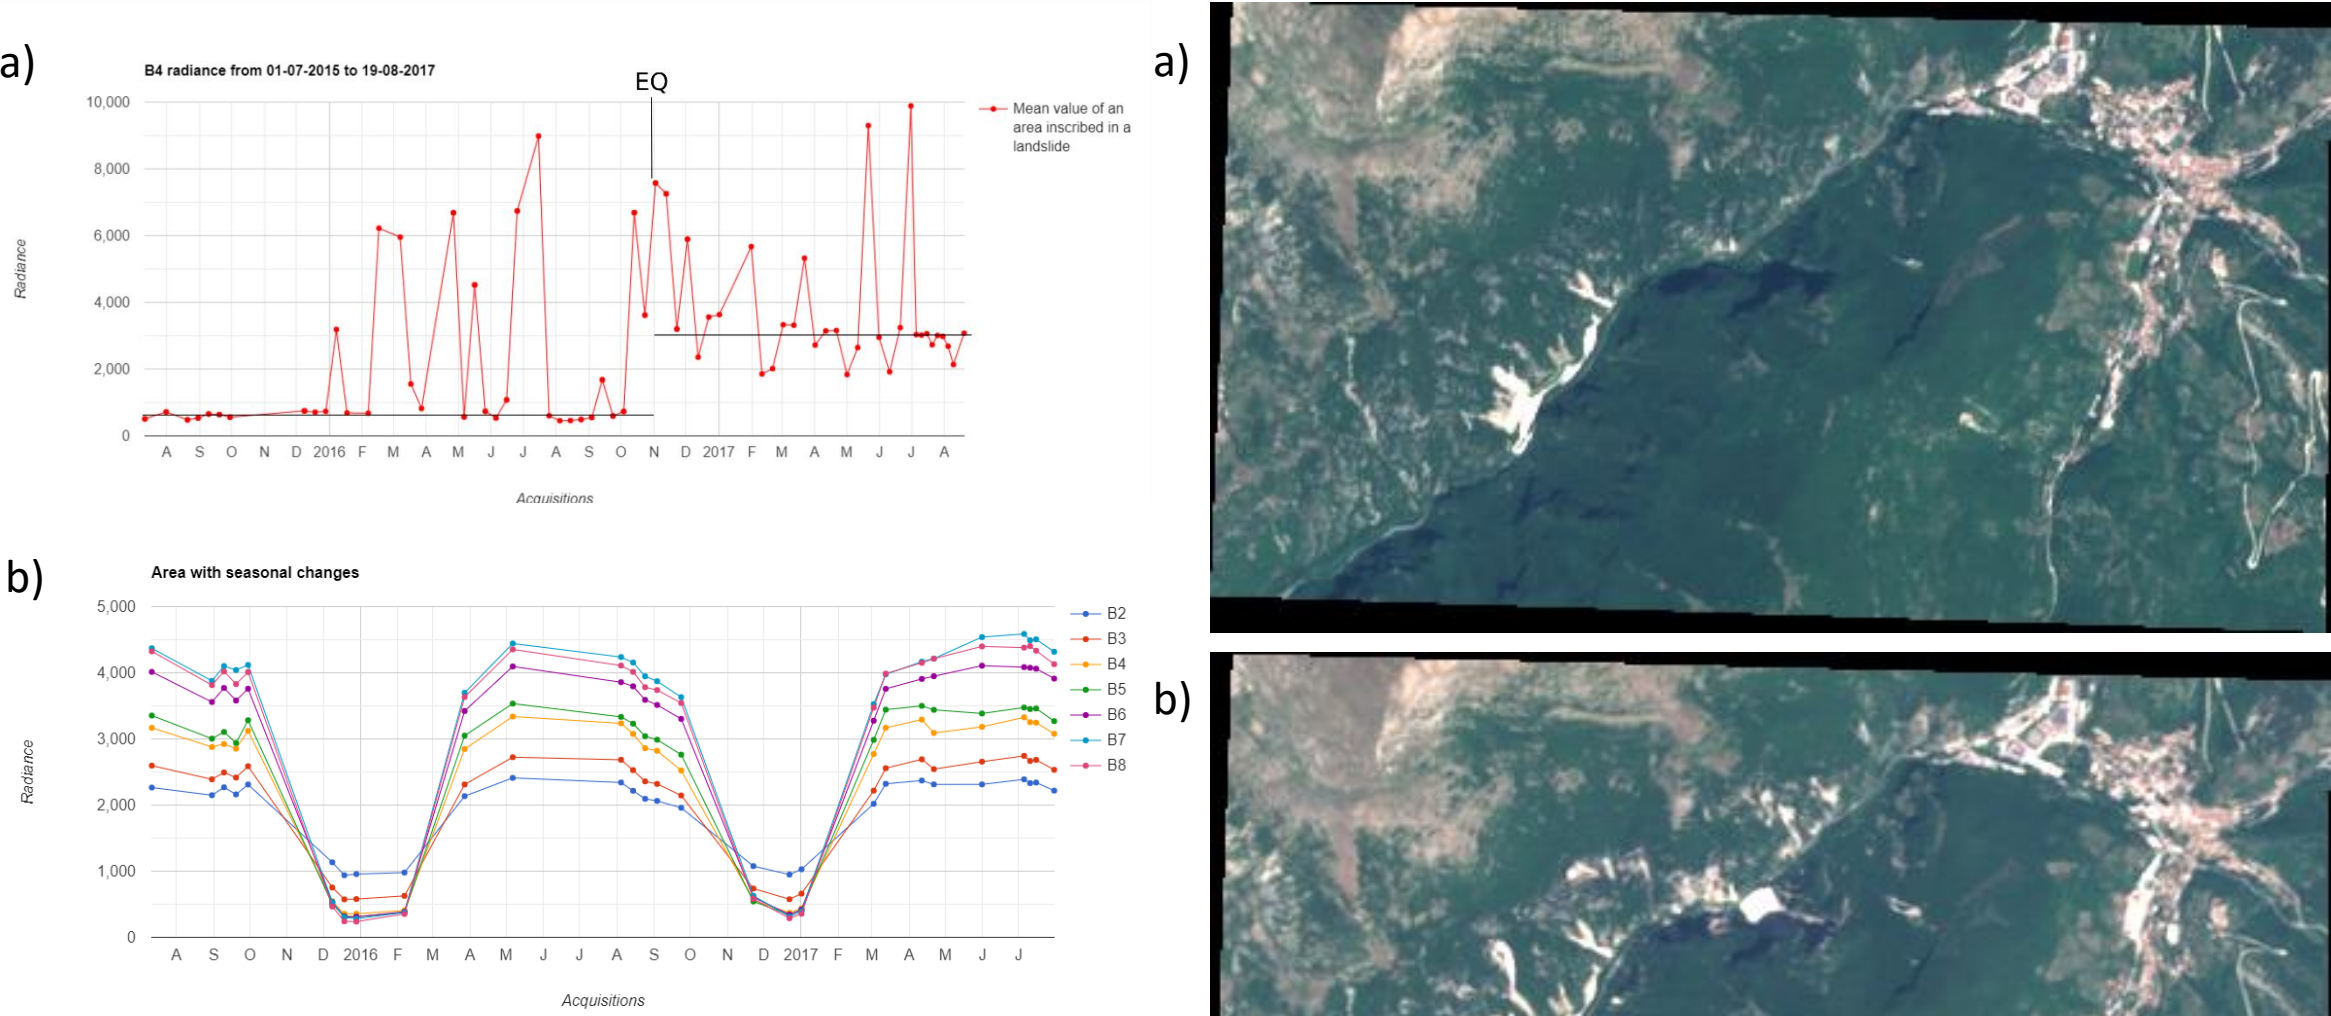 a)
B4 radiance from 01-07-2015 to 19-08-2017
EQ
10,000
8,000
6,000
4,000
2,000
0
Radiance
A S O N D 2016 F M A M J J A S O N D 2017 F M A M J J A
Acquisitions
Mean value of an
area inscribed in a
landslide
b)
Area with seasonal changes
5,000
4,000
3,000
2,000
1,000
0
Radiance
A S O N D 2016 F M A M J J A S O N D 2017 F M A M J J
Acquisitions
B2
B3
B4
B5
B6
B7
B8
a)
b)